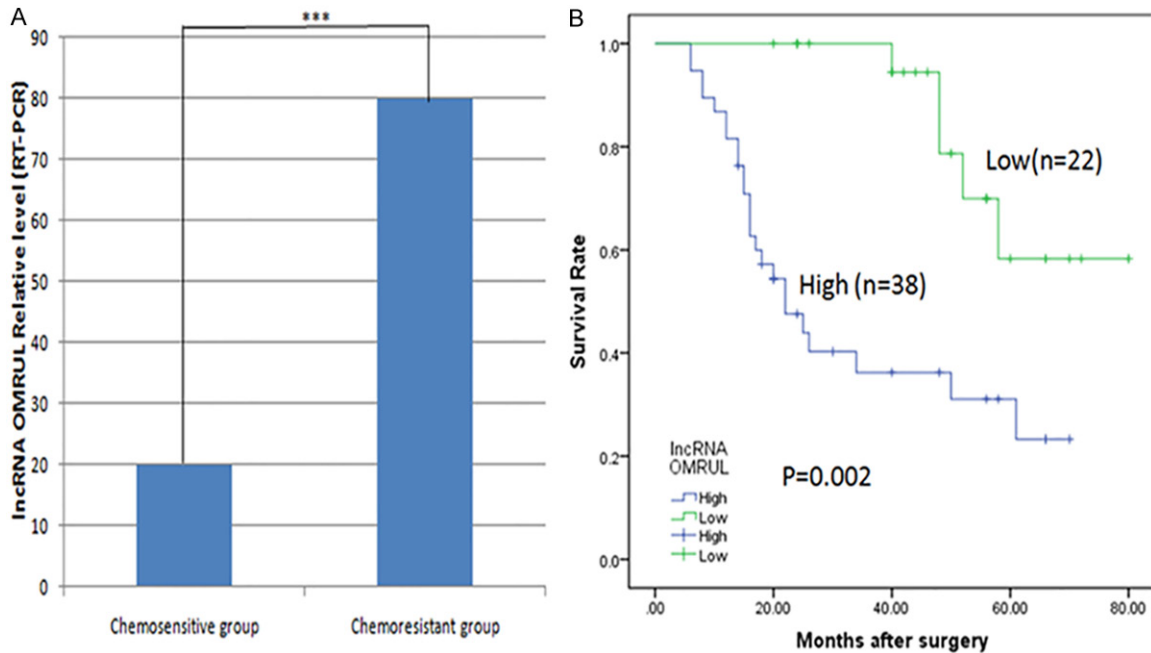 A
***
lncRNA OMRUL Relative level (RT-PCR)
90
80
70
60
50
40
30
20
10
0
Chemosensitive group
Chemoresistant group
B
Survival Rate
1.0
0.8
0.6
0.4
0.2
0.0
Low(n=22)
High (n=38)
lncRNA
OMRUL
High
Low
High
Low
P=0.002
.00
20.00
40.00
60.00
80.00
Months after surgery